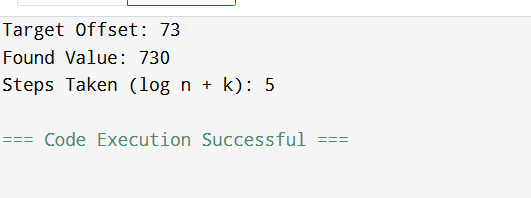 Target Offset: 73
Found Value: 730
Steps Taken (log n + k): 5
=== Code Execution Successful ===